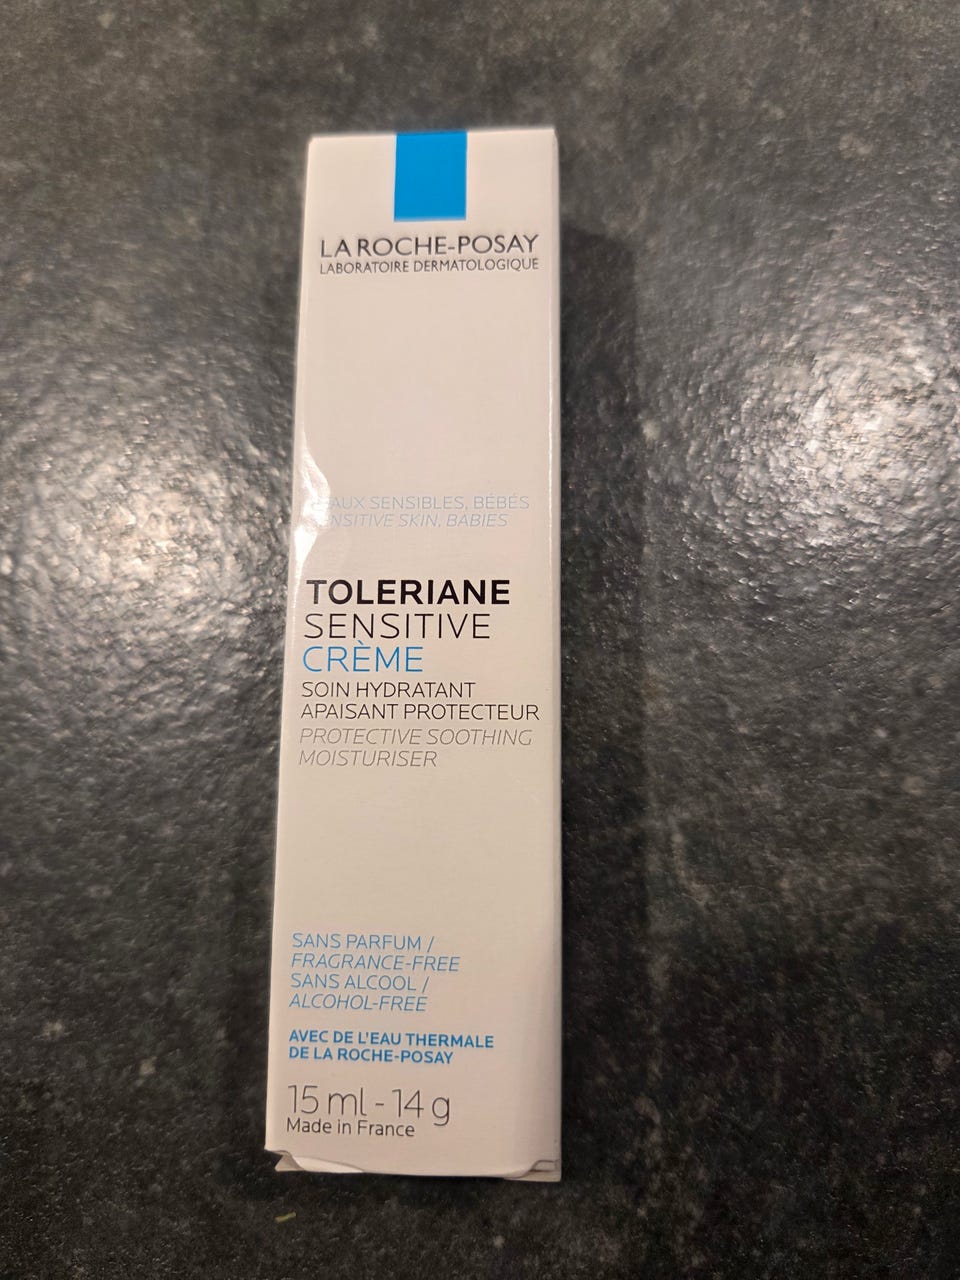 LA ROCHE-POSAY
LABORATOIRE DERMATOLOGIQUE
PEAUX SENSIBLES, BÉBÉS
SENSITIVE SKIN, BABIES
TOLERIANE
SENSITIVE
CRÈME
SOIN HYDRATANT
APAISANT PROTECTEUR
PROTECTIVE SOOTHING
MOISTURISER
SANS PARFUM /
FRAGRANCE-FREE
SANS ALCOOL /
ALCOHOL-FREE
AVEC DE L'EAU THERMALE
DE LA ROCHE-POSAY
15 ml - 14 g
Made in France